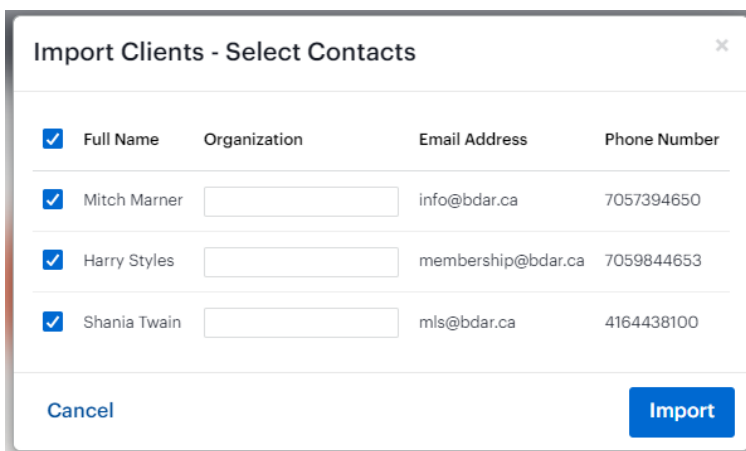 Import Clients - Select Contacts ×
Full Name Organization Email Address Phone Number
Mitch Marner info@bdar.ca 7057394650
Harry Styles membership@bdar.ca 7059844653
Shania Twain mls@bdar.ca 4164438100
Cancel Import